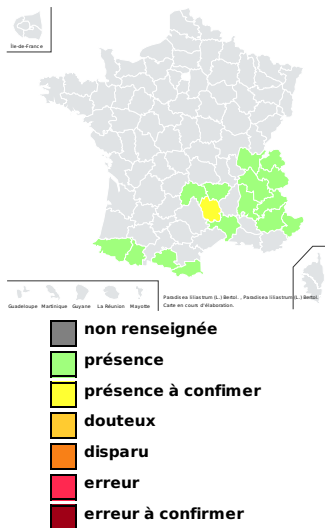 Île-de-France
Guadeloupe Martinique Guyane La Réunion Mayotte
Paradisea liliastrum (L.) Bertol. , Paradisea liliastrum (L.) Bertol.
Carte en cours d'élaboration.
non renseignée
présence
présence à confimer
douteux
disparu
erreur
erreur à confirmer